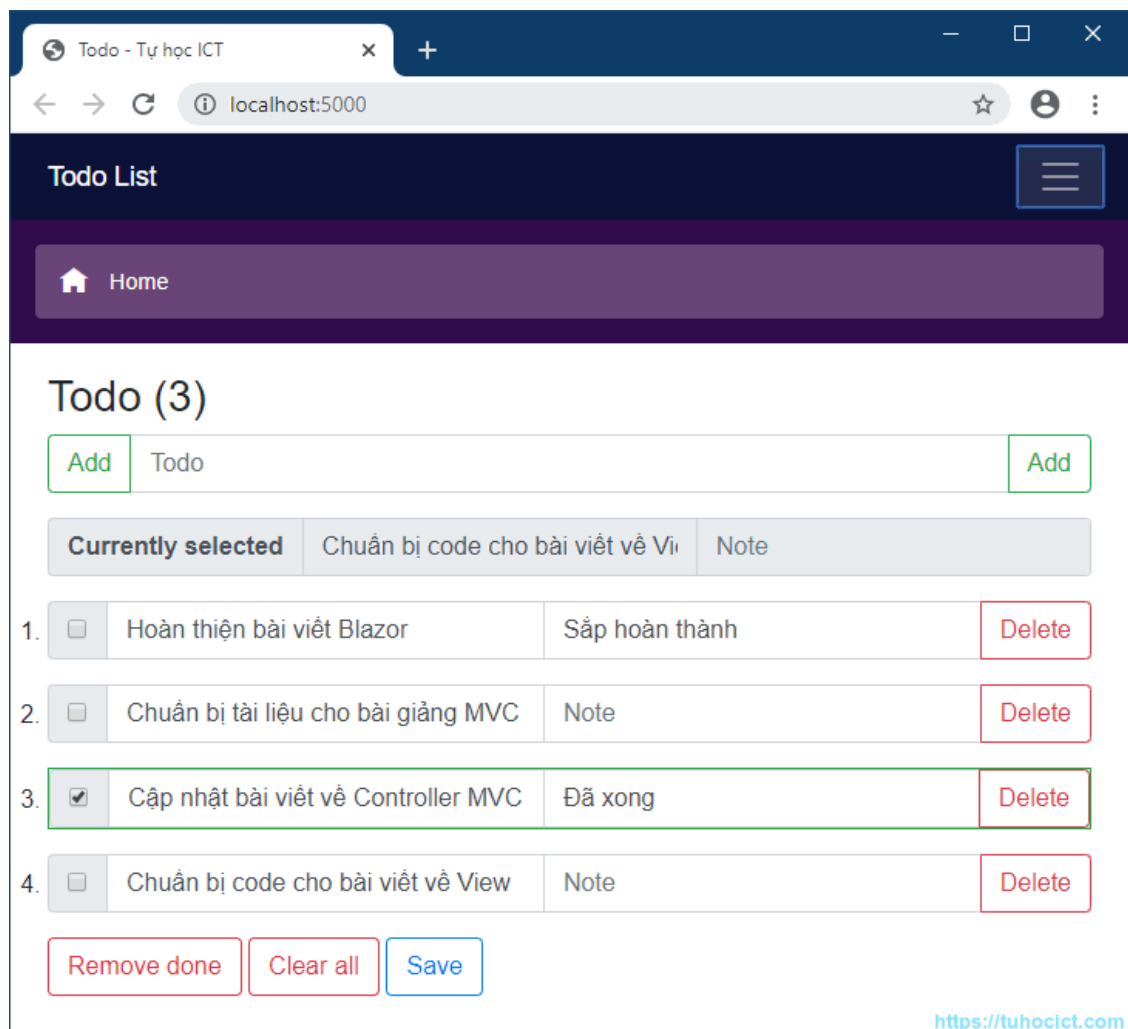 Todo - Tự học ICT
localhost:5000
Todo List
Home
Todo (3)
Add Todo Add
Currently selected Chuẩn bị code cho bài viết về Note
1. Hoàn thiện bài viết Blazor Sắp hoàn thành Delete
2. Chuẩn bị tài liệu cho bài giảng MVC Note Delete
3. Cập nhật bài viết về Controller MVC Đã xong Delete
4. Chuẩn bị code cho bài viết về View Note Delete
Remove done Clear all Save
https://tuhocict.com